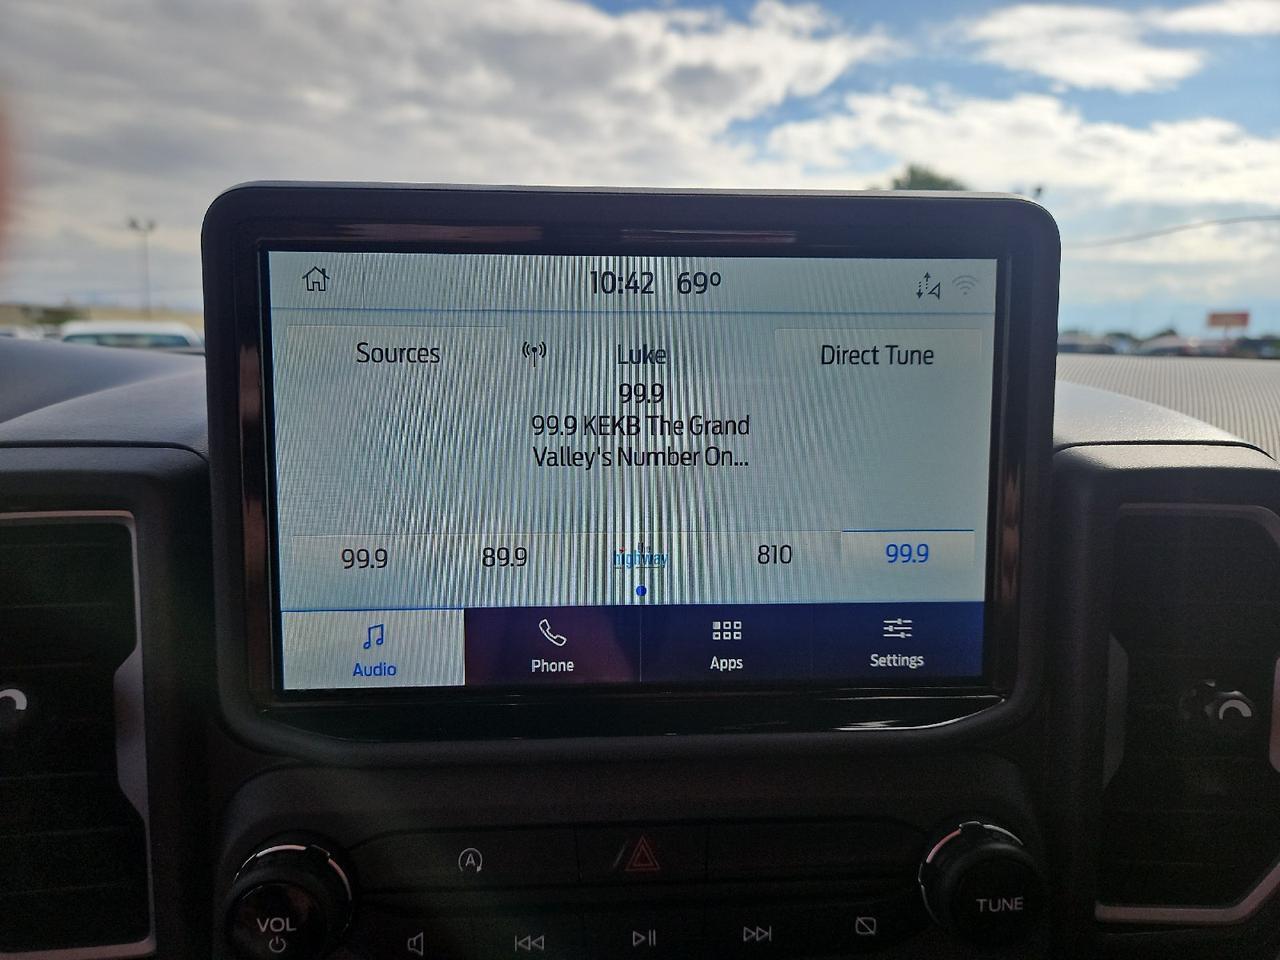 10:42 69°
Sources
Luke
Direct Tune
99.9
99.9 KEKB The Grand
Valley's Number On...
99.9
89.9
highway
810
99.9
Audio
Phone
Apps
Settings
A
VOL
TUNE